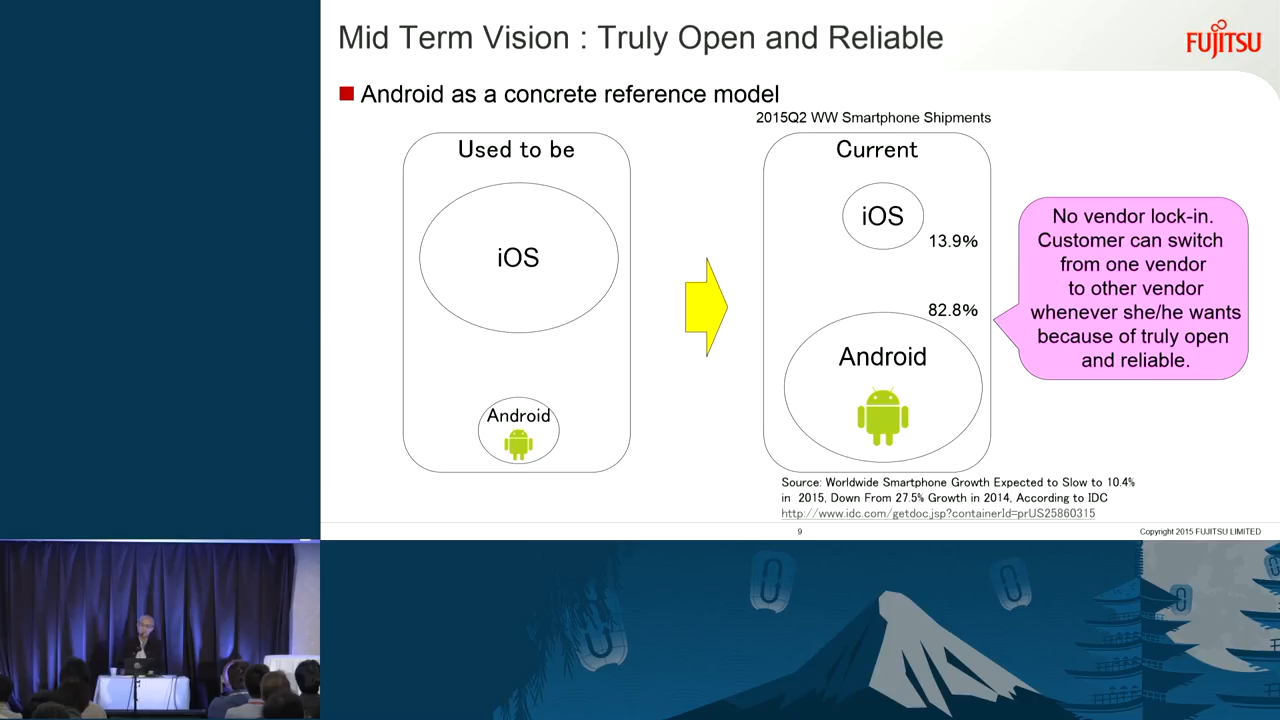 Mid Term Vision : Truly Open and Reliable
FUJITSU
Android as a concrete reference model
2015Q2 WW Smartphone Shipments
Used to be
iOS
Android
Current
iOS
13.9%
82.8%
Android
No vendor lock-in.
Customer can switch
from one vendor
to other vendor
whenever she/he wants
because of truly open
and reliable.
Source: Worldwide Smartphone Growth Expected to Slow to 10.4%
in 2015, Down From 27.5% Growth in 2014, According to IDC
http://www.idc.com/getdoc.jsp?containerId=prUS25860315
9
Copyright 2015 FUJITSU LIMITED